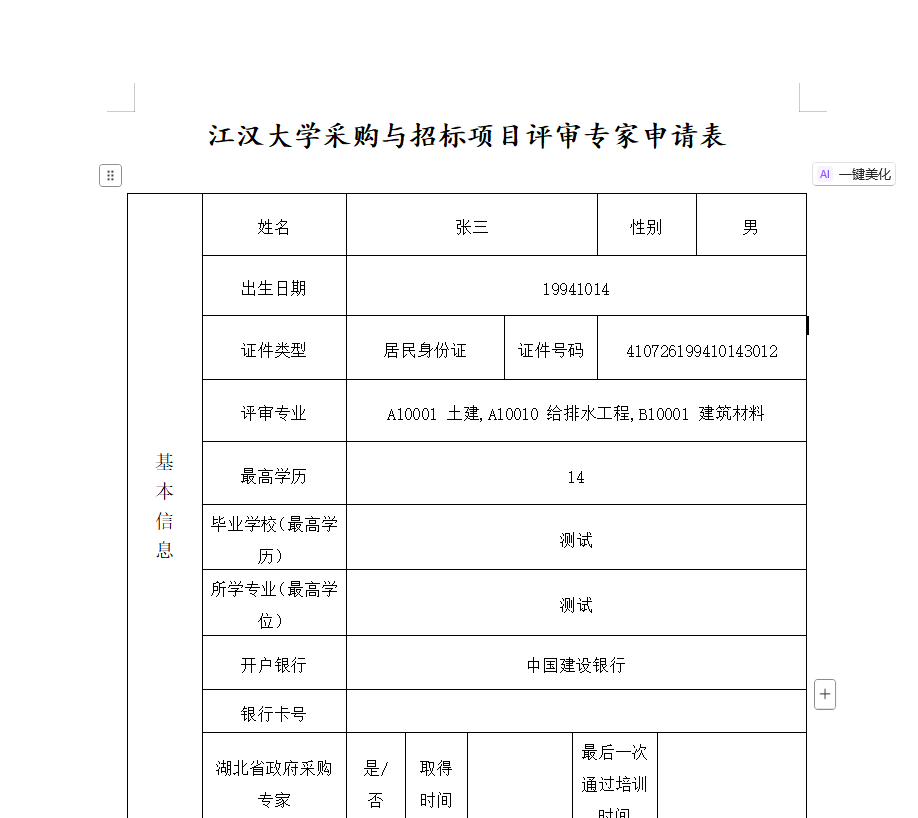 江汉大学采购与招标项目评审专家申请表
AI 一键美化
基
本
信
息
姓名 张三 性别 男
出生日期 19941014
证件类型 居民身份证 证件号码 410726199410143012
评审专业 A10001 土建,A10010 给排水工程,B10001 建筑材料
最高学历 14
毕业学校(最高学
历) 测试
所学专业(最高学
位) 测试
开户银行 中国建设银行
银行卡号
湖北省政府采购
专家
是/
否
取得
时间
最后一次
通过培训
时间